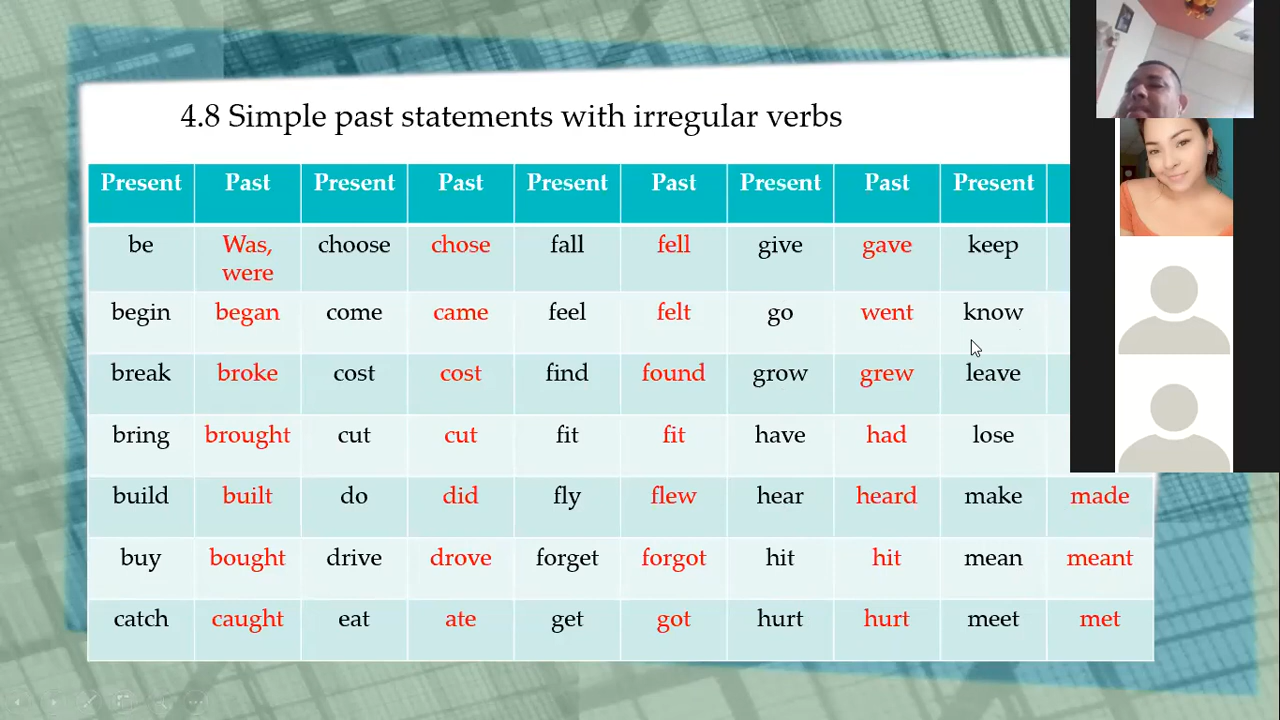 4.8 Simple past statements with irregular verbs
Present Past Present Past Present Past Present Past Present
be Was, were choose chose fall fell give gave keep
begin began come came feel felt go went know
break broke cost cost find found grow grew leave
bring brought cut cut fit fit have had lose
build built do did fly flew hear heard make made
buy bought drive drove forget forgot hit hit mean meant
catch caught eat ate get got hurt hurt meet met